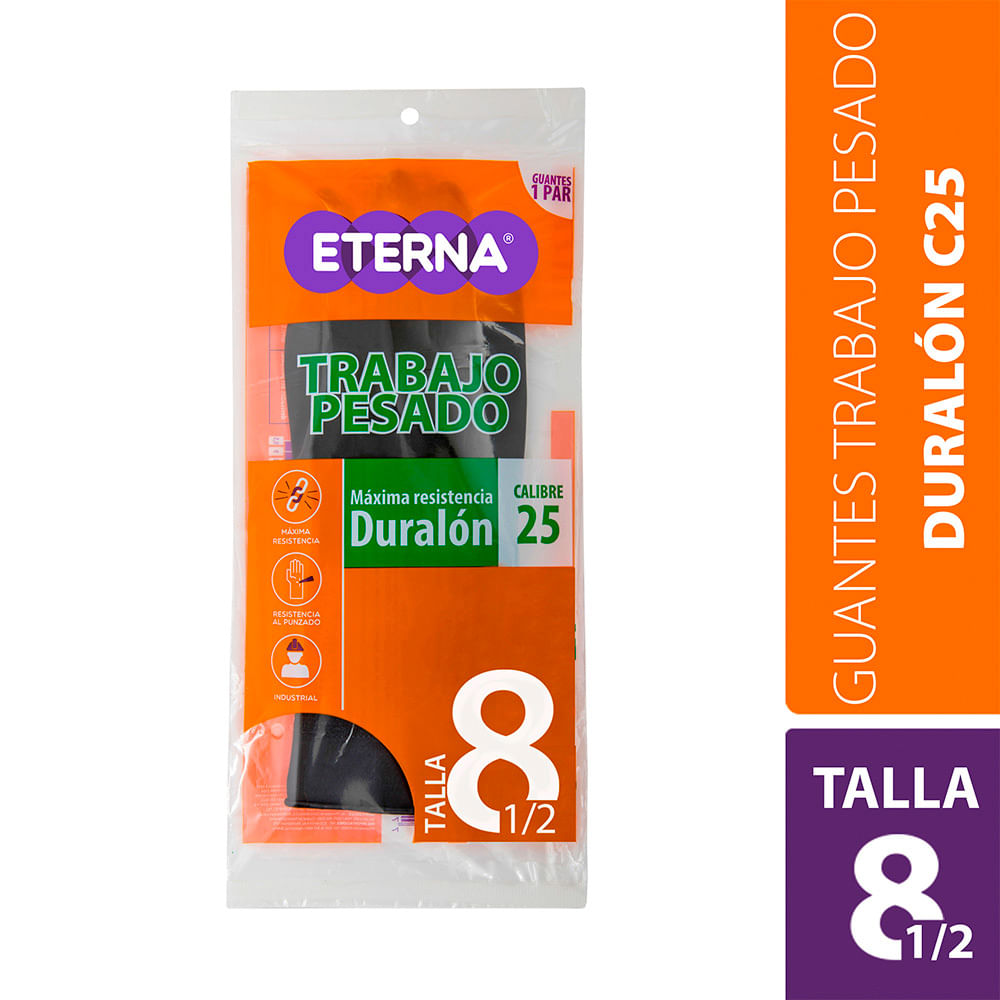 GUANTES
1 PAR
ETERNA®
TRABAJO
PESADO
Máxima resistencia
Duralón
CALIBRE
25
MÁXIMA
RESISTENCIA
RESISTENCIA
AL PUNZADO
INDUSTRIAL
TALLA
8 1/2
GUANTES TRABAJO PESADO
DURALÓN C25
TALLA
8 1/2